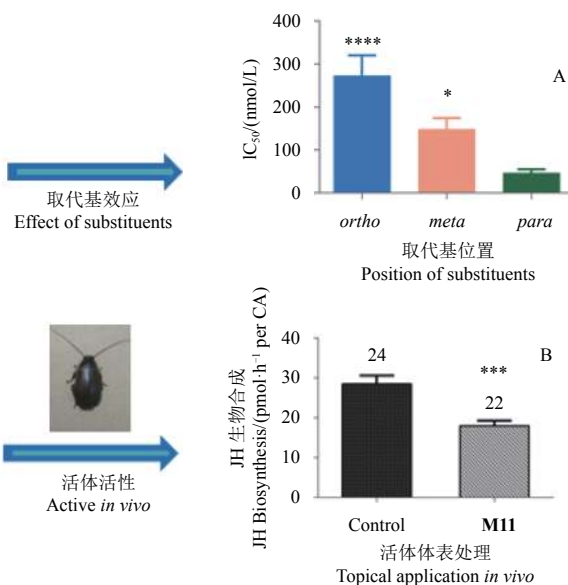 400
300
200
100
0
IC₅₀/(nmol/L)
****
*
A
ortho meta para
取代基位置
Position of substituents
取代基效应
Effect of substituents
40
30
20
10
0
JH 生物合成
JH Biosynthesis/(pmol·h⁻¹ per CA)
24
***
22
B
Control M11
活体体表处理
Topical application in vivo
活体活性
Active in vivo